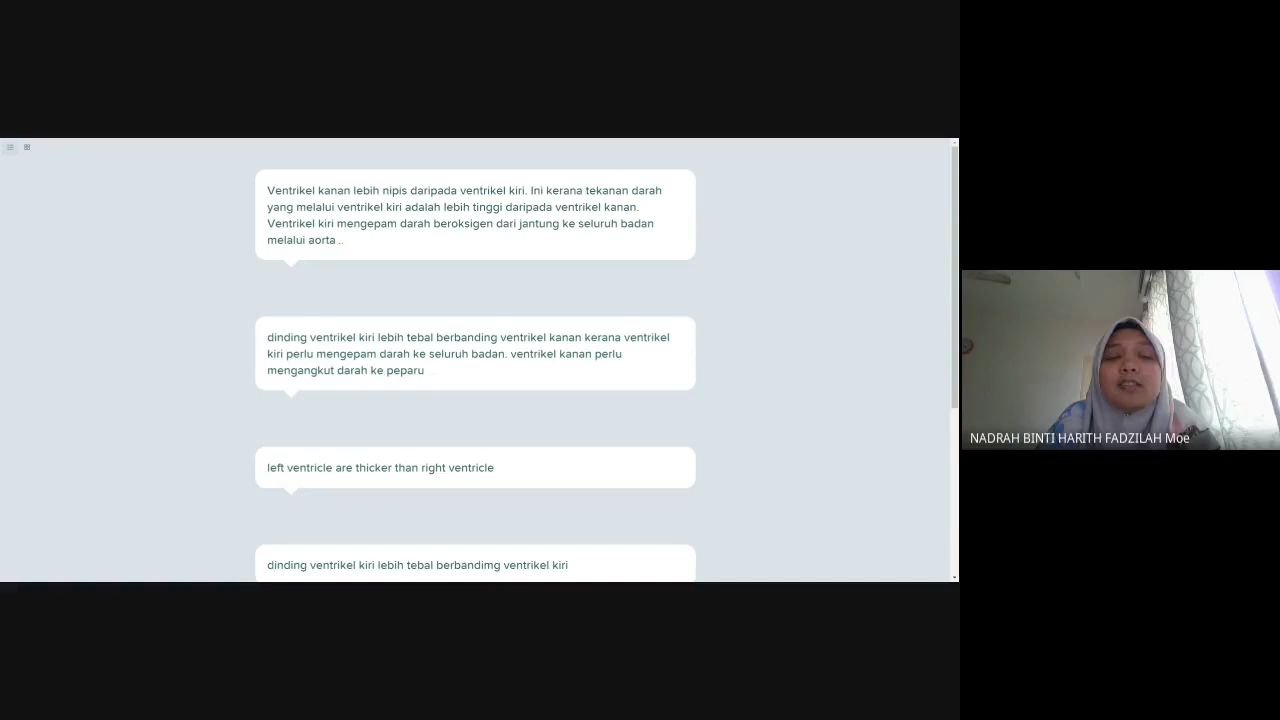 Ventrikel kanan lebih nipis daripada ventrikel kiri. Ini kerana tekanan darah
yang melalui ventrikel kiri adalah lebih tinggi daripada ventrikel kanan.
Ventrikel kiri mengepam darah beroksigen dari jantung ke seluruh badan
melalui aorta ..
dinding ventrikel kiri lebih tebal berbanding ventrikel kanan kerana ventrikel
kiri perlu mengepam darah ke seluruh badan. ventrikel kanan perlu
mengangkut darah ke peparu
left ventricle are thicker than right ventricle
dinding ventrikel kiri lebih tebal berbandimg ventrikel kiri
NADRAH BINTI HARITH FADZILAH Moe